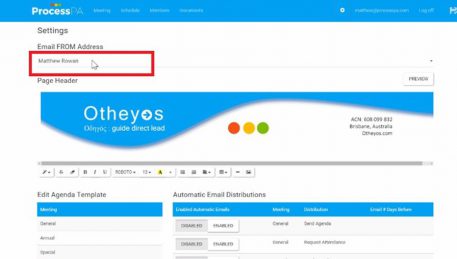 ProcessPA Meeting Schedule Members Documents matthew@processpa.com Log off
Settings
Email FROM Address
Matthew Rowan
Page Header PREVIEW
Otheyos
Οδηγος : guide direct lead
ACN: 608 099 832
Brisbane, Australia
Otheyos.com
B I U ROBOTO 13 A
Edit Agenda Template Automatic Email Distributions
Meeting Enabled Automatic Emails Meeting Distribution Email # Days Before
General DISABLED ENABLED General Send Agenda
Annual
Special DISABLED ENABLED General Request Attendance